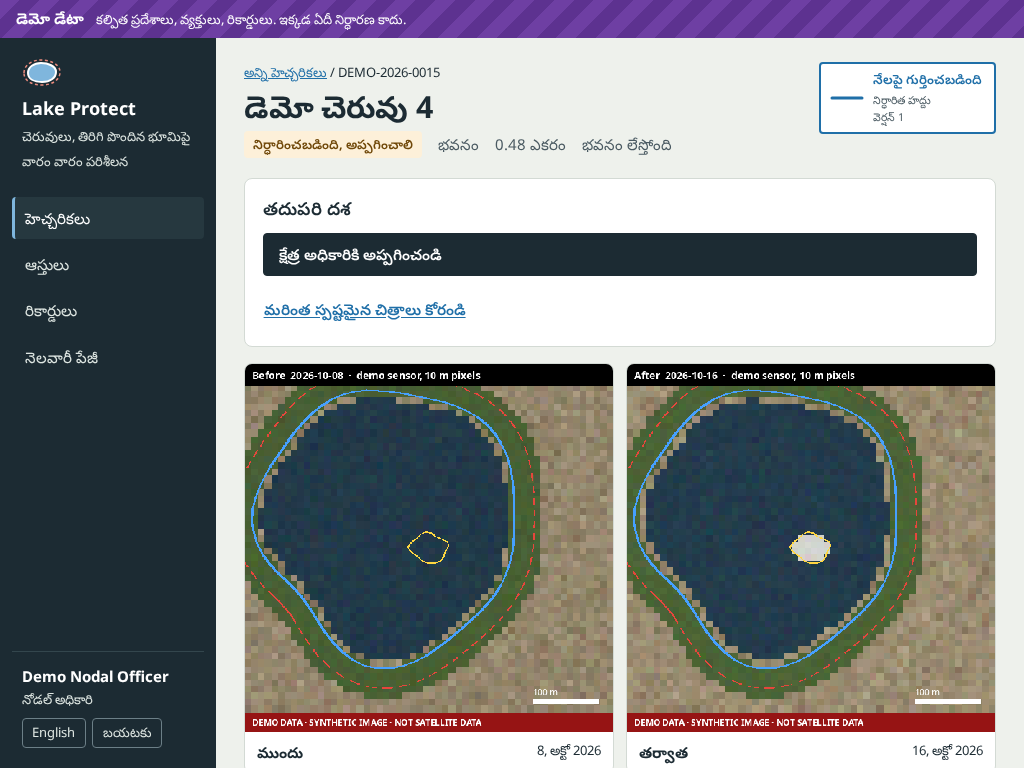 డెమో డేటా కల్పిత ప్రదేశాలు, వ్యక్తులు, రికార్డులు. ఇక్కడ ఏదీ నిర్ధారణ కాదు.
Lake Protect
చెరువులు, తిరిగి పొందిన భూమిపై
వారం వారం పరిశీలన
హెచ్చరికలు
ఆస్తులు
రికార్డులు
నెలవారీ పేజీ
Demo Nodal Officer
నోడల్ అధికారి
English
బయటకు
అన్ని హెచ్చరికలు / DEMO-2026-0015
డెమో చెరువు 4
నిర్ధారించబడింది, అప్పగించాలి భవనం 0.48 ఎకరం భవనం లేస్తోంది
నేలపై గుర్తించబడింది
నిర్ధారిత హద్దు
వెర్షన్ 1
తదుపరి దశ
క్షేత్ర అధికారికి అప్పగించండి
మరింత స్పష్టమైన చిత్రాలు కోరండి
Before 2026-10-08 · demo sensor, 10 m pixels
100 m
DEMO DATA - SYNTHETIC IMAGE - NOT SATELLITE DATA
ముందు 8, అక్టో 2026
After 2026-10-16 · demo sensor, 10 m pixels
100 m
DEMO DATA - SYNTHETIC IMAGE - NOT SATELLITE DATA
తర్వాత 16, అక్టో 2026